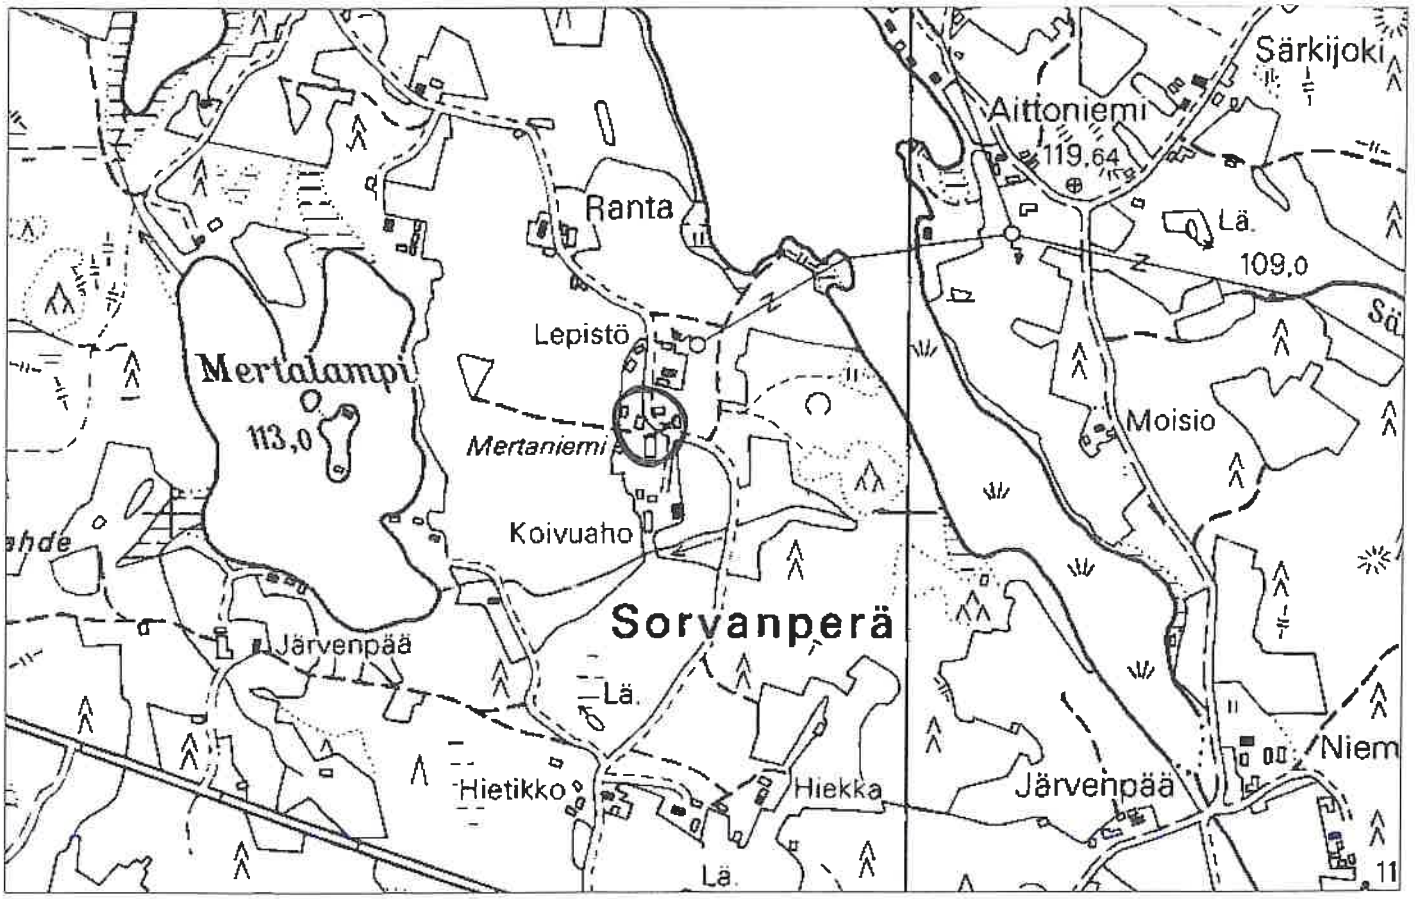 Särkijoki
Aittoniemi
119.64
Ranta
Lä.
109,0
Lepistö
Sä
Mertalampi
113,0
Moisio
Mertaniemi
Koivuaho
ahde
Sorvanperä
Järvenpää
Lä.
Niem
Hietikko
Hiekka
Järvenpää
Lä.
11